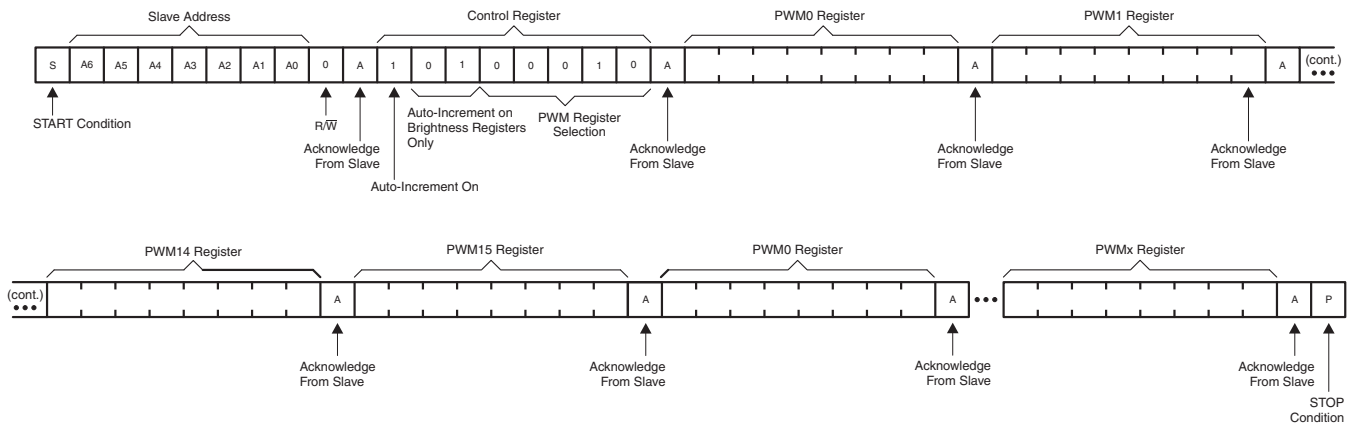 Slave Address
Control Register
PWM0 Register
PWM1 Register
S A6 A5 A4 A3 A2 A1 A0 0 A 1 0 1 0 0 0 1 0 A A A (cont.)
START Condition
R/W̅
Acknowledge
From Slave
Auto-Increment On
Auto-Increment on
Brightness Registers
Only
PWM Register
Selection
Acknowledge
From Slave
Acknowledge
From Slave
Acknowledge
From Slave
PWM14 Register
PWM15 Register
PWM0 Register
PWMx Register
(cont.) A A A A P
Acknowledge
From Slave
Acknowledge
From Slave
Acknowledge
From Slave
Acknowledge
From Slave
STOP
Condition